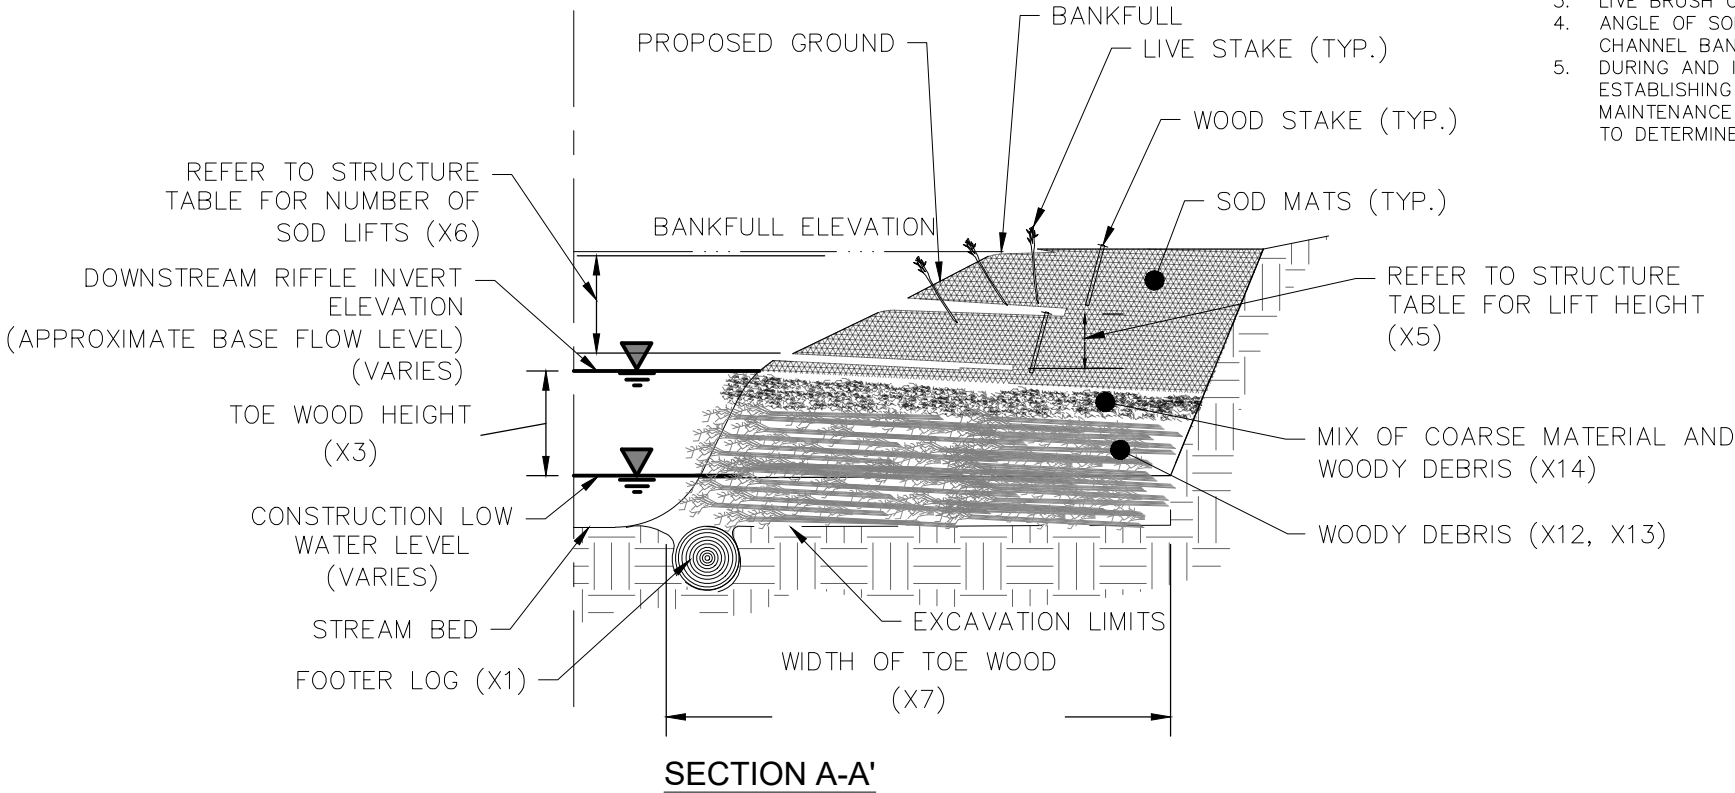 BANKFULL
PROPOSED GROUND
LIVE STAKE (TYP.)
WOOD STAKE (TYP.)
SOD MATS (TYP.)
REFER TO STRUCTURE
TABLE FOR NUMBER OF
SOD LIFTS (X6)
BANKFULL ELEVATION
DOWNSTREAM RIFFLE INVERT
ELEVATION
(APPROXIMATE BASE FLOW LEVEL)
(VARIES)
REFER TO STRUCTURE
TABLE FOR LIFT HEIGHT
(X5)
TOE WOOD HEIGHT
(X3)
MIX OF COARSE MATERIAL AND
WOODY DEBRIS (X14)
CONSTRUCTION LOW
WATER LEVEL
(VARIES)
WOODY DEBRIS (X12, X13)
STREAM BED
EXCAVATION LIMITS
FOOTER LOG (X1)
WIDTH OF TOE WOOD
(X7)
SECTION A-A'
LIVE BRUSH
4. ANGLE OF
CHANNEL
5. DURING AND
ESTABLISHING
MAINTENANCE
TO DETERMINE